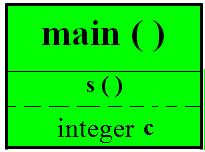 main ( )
s ( )
integer c